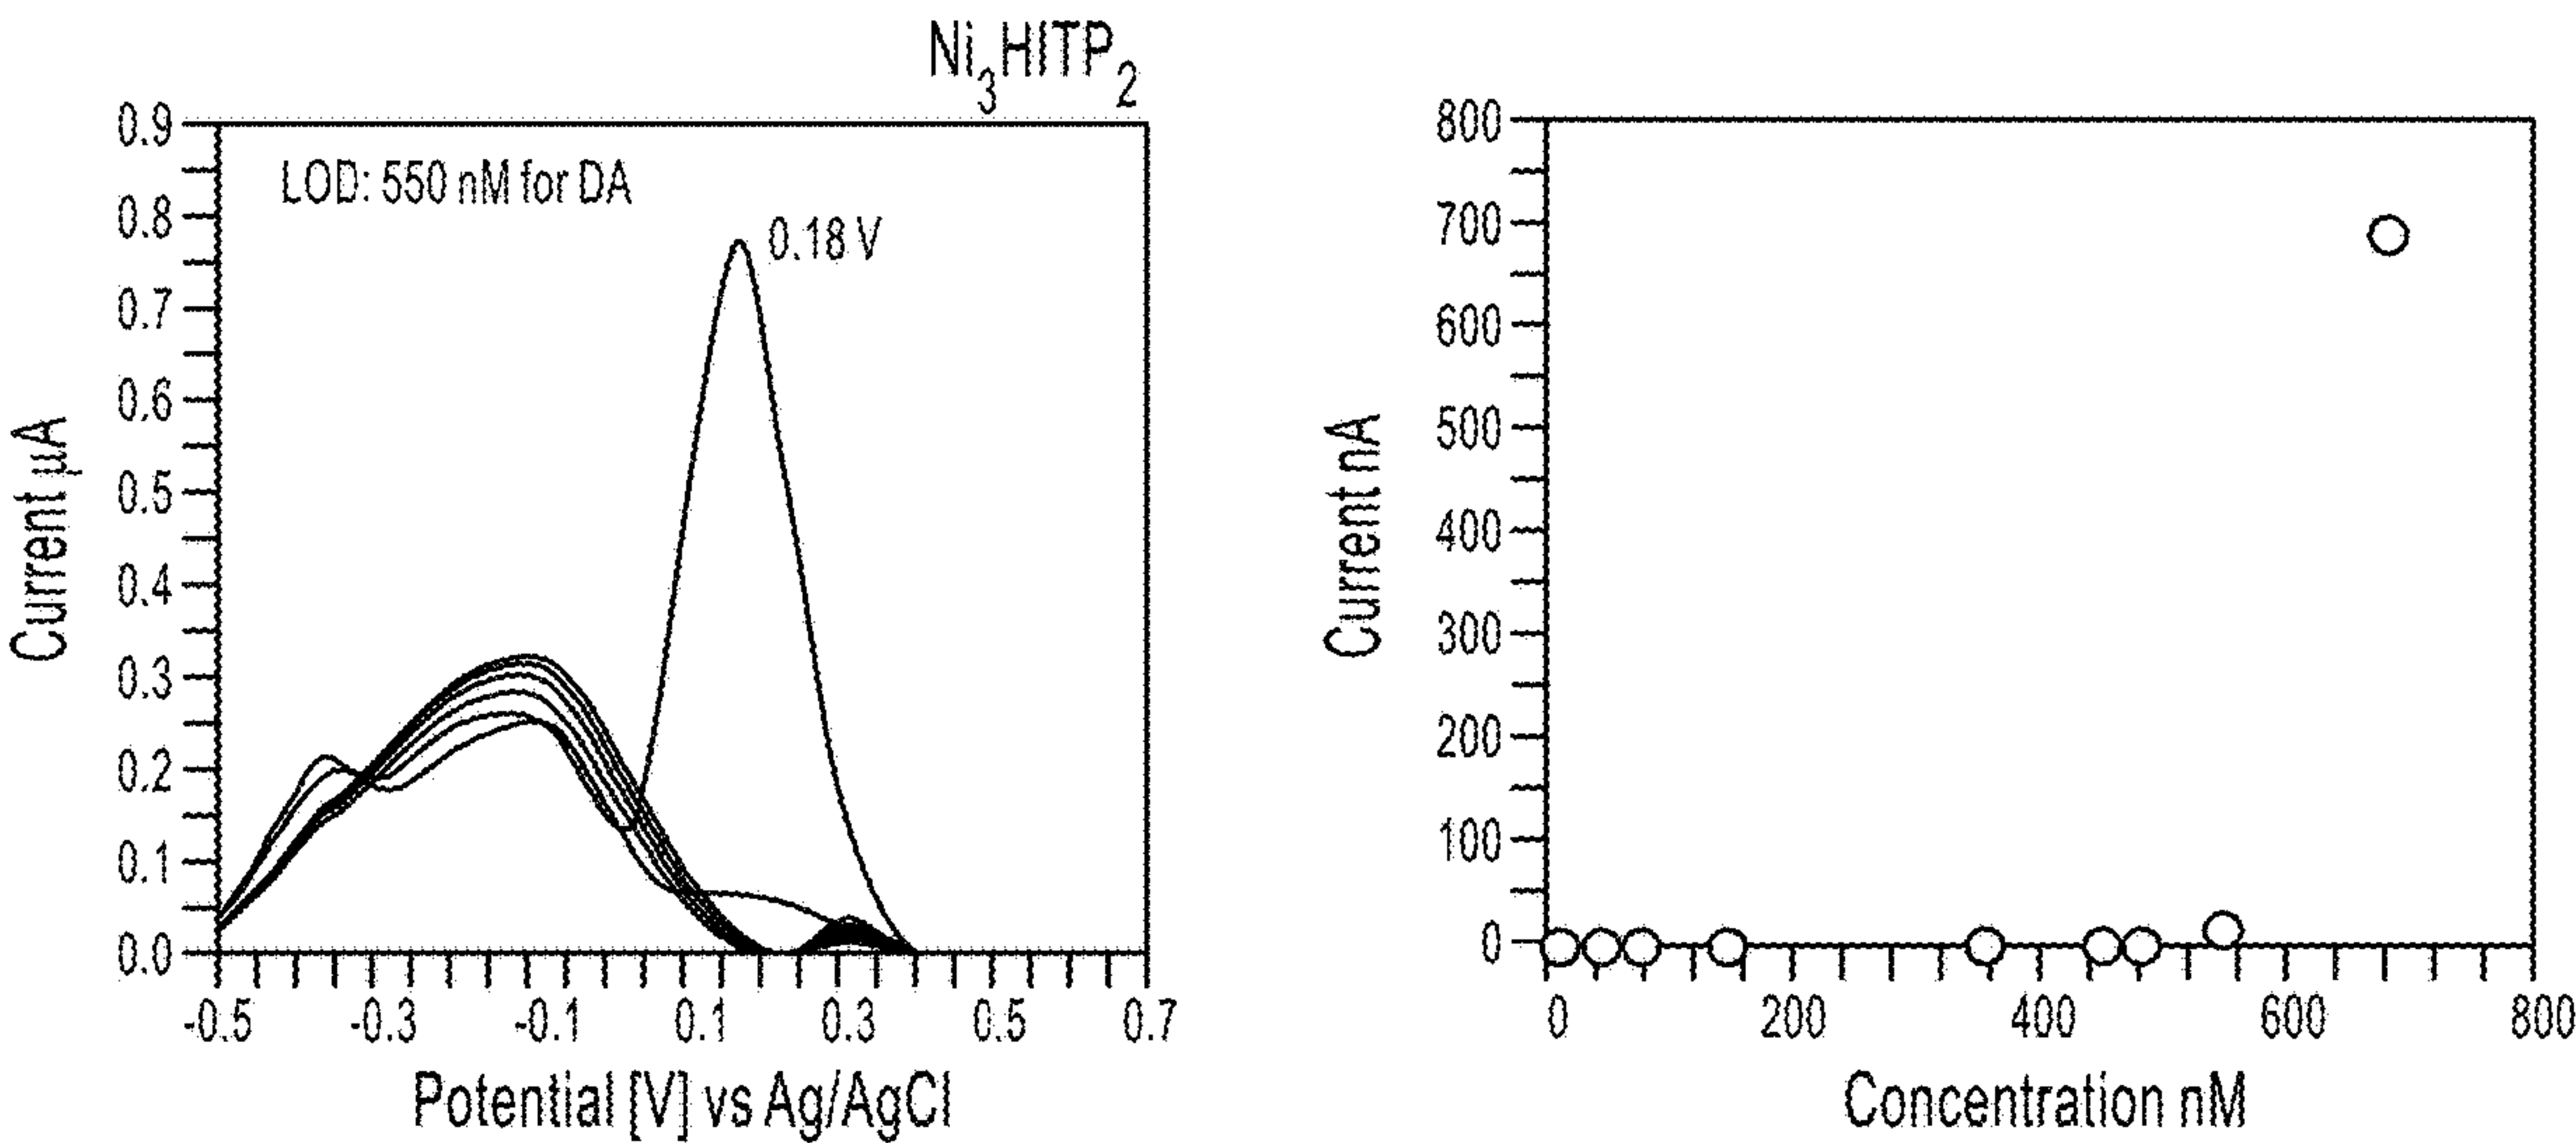 Ni3HITP2
0.9
LOD: 550 nM for DA
0.8
0.18 V
0.7
0.6
0.5
0.4
0.3
0.2
0.1
0.0
Current µA
-0.5 -0.3 -0.1 0.1 0.3 0.5 0.7
Potential [V] vs Ag/AgCl
800
700
600
500
400
300
200
100
0
Current nA
0 200 400 600 800
Concentration nM